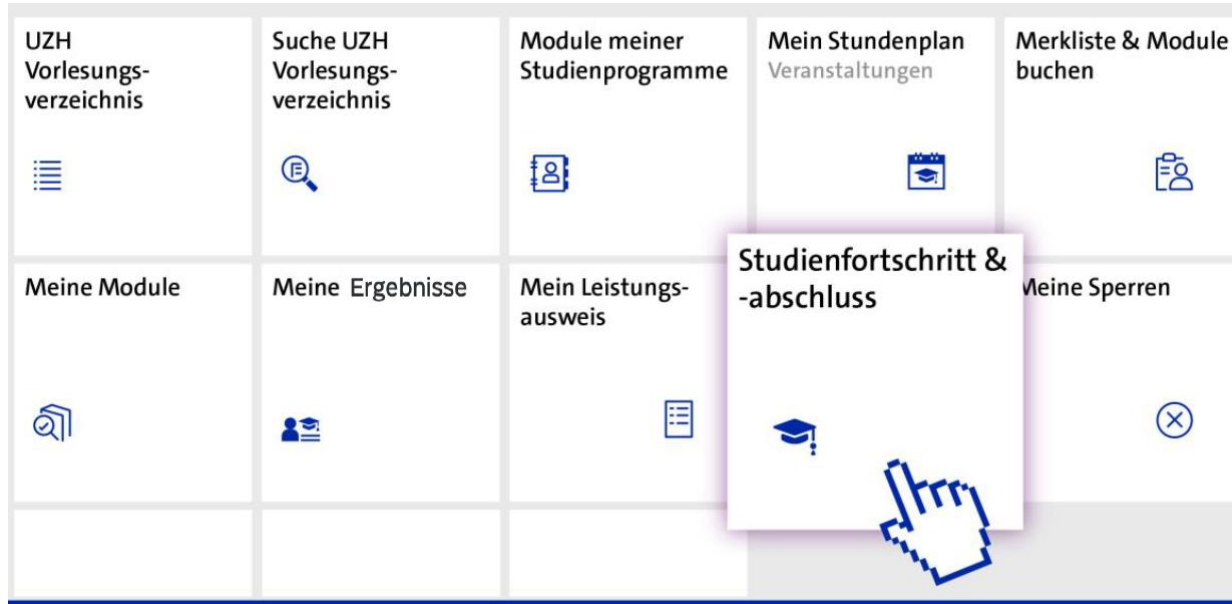 UZH
Vorlesungs-
verzeichnis
Suche UZH
Vorlesungs-
verzeichnis
Module meiner
Studienprogramme
Mein Stundenplan
Veranstaltungen
Merkliste & Module
buchen
Meine Module
Meine Ergebnisse
Mein Leistungs-
ausweis
Studienfortschritt &
-abschluss
Meine Sperren